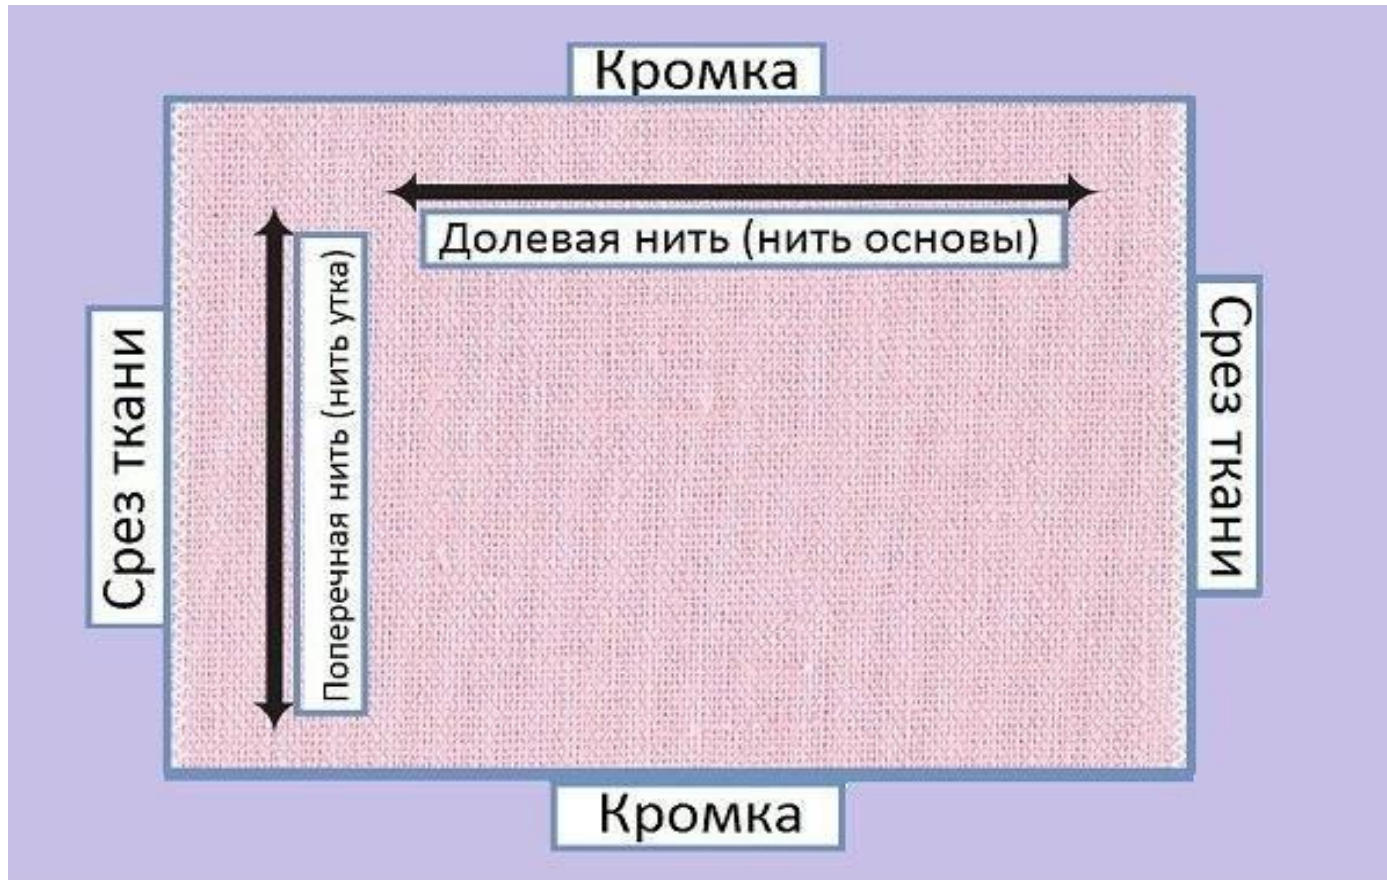 Кромка
Долевая нить (нить основы)
Поперечная нить (нить утка)
Срез ткани
Срез ткани
Кромка